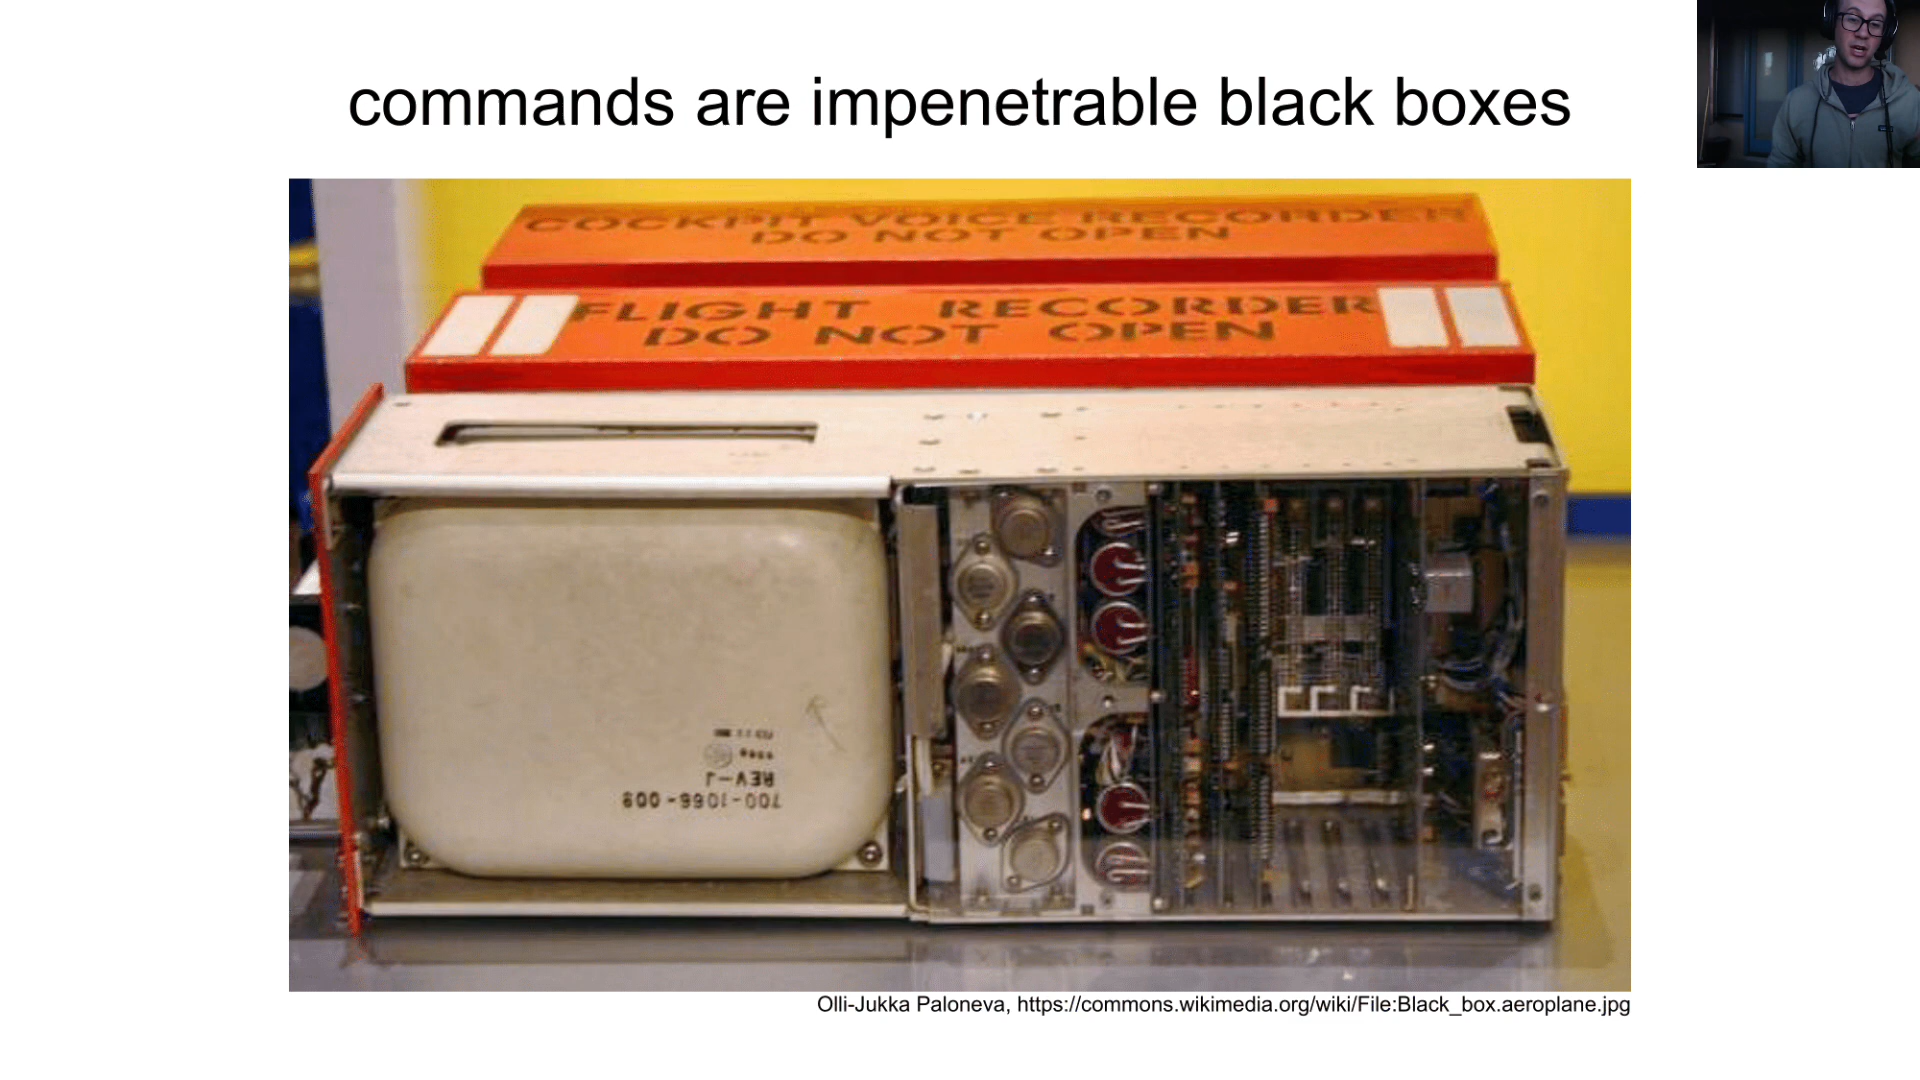 commands are impenetrable black boxes
COCKPIT VOICE RECORDER
DO NOT OPEN
FLIGHT RECORDER
DO NOT OPEN
REV-J
700-1066-009
Olli-Jukka Paloneva, https://commons.wikimedia.org/wiki/File:Black_box.aeroplane.jpg